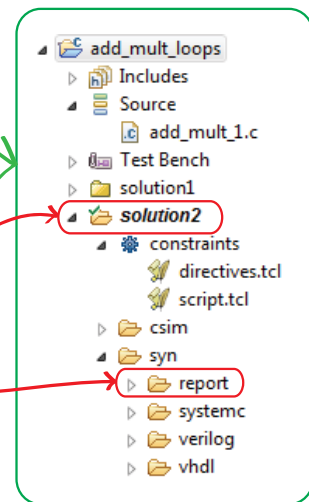 add_mult_loops
Includes
Source
add_mult_1.c
Test Bench
solution1
solution2
constraints
directives.tcl
script.tcl
csim
syn
report
systemc
verilog
vhdl